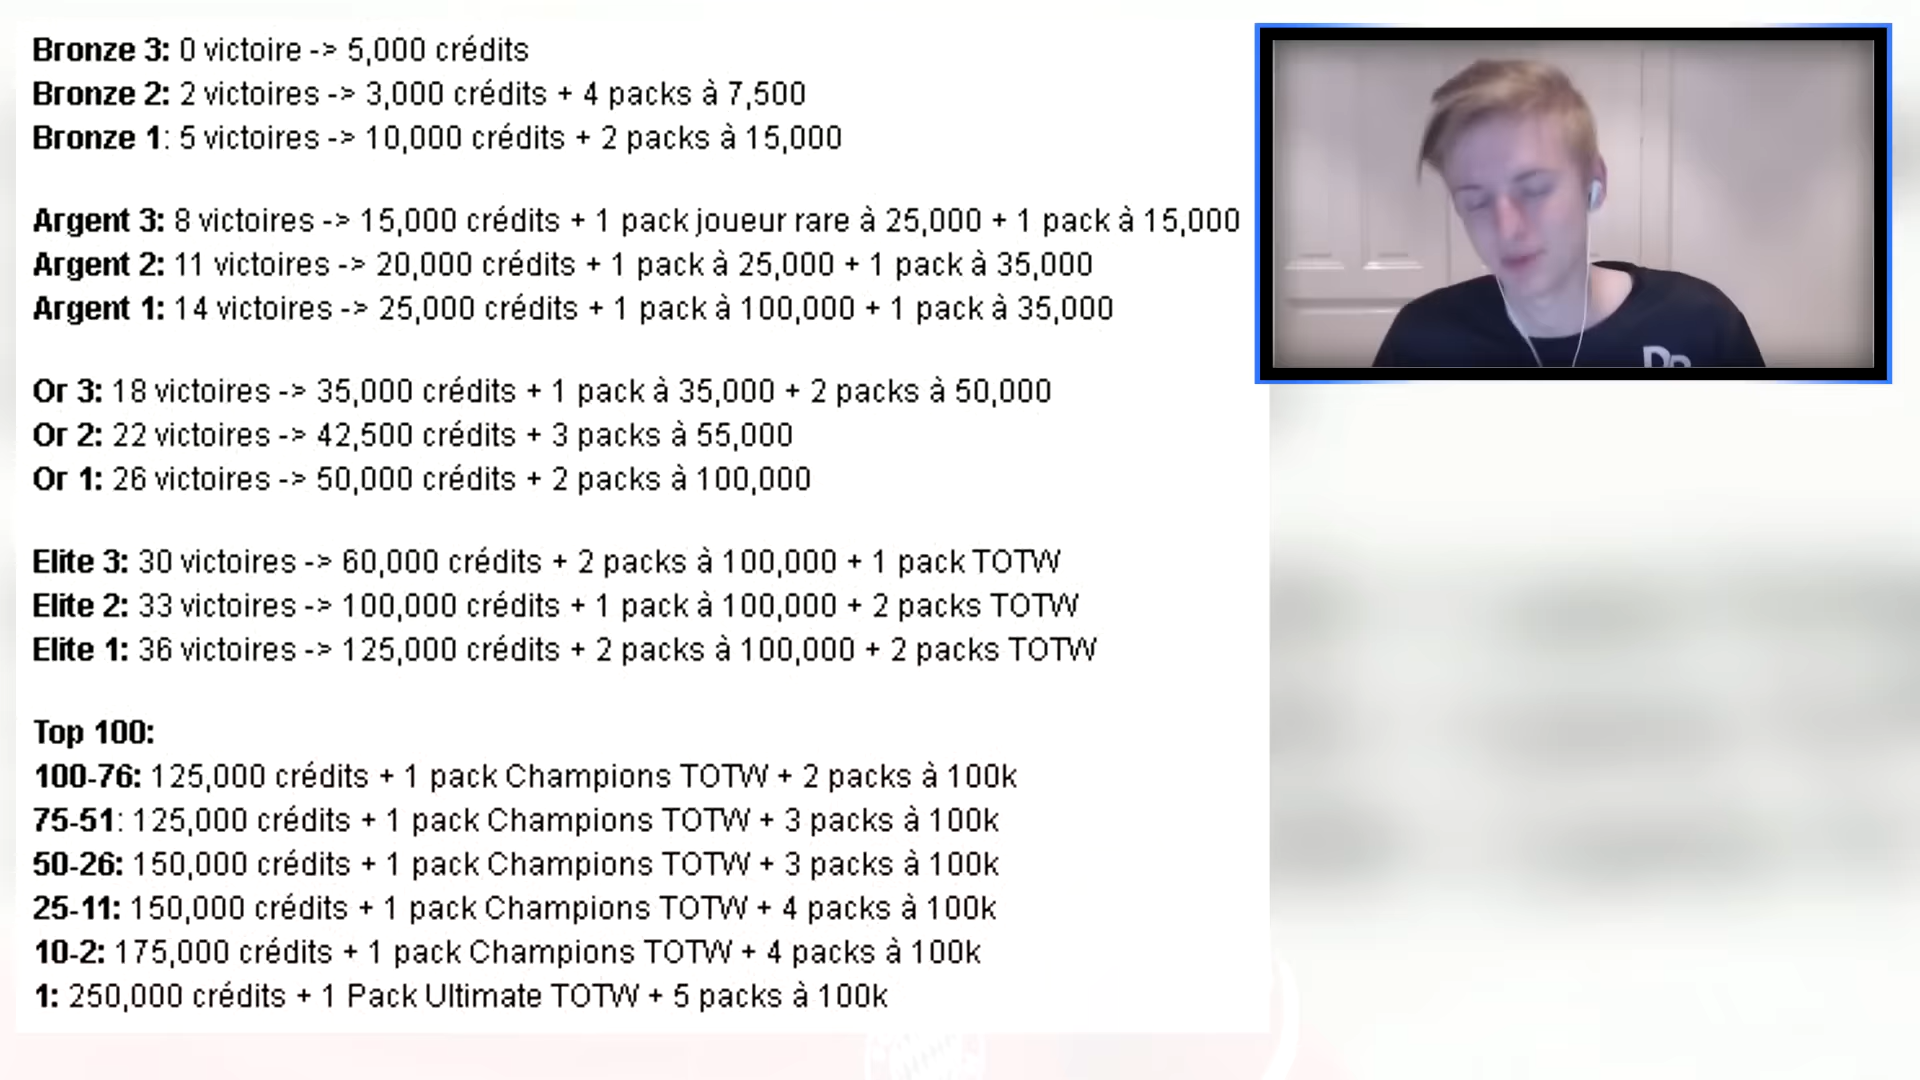 Bronze 3: 0 victoire -> 5,000 crédits
Bronze 2: 2 victoires -> 3,000 crédits + 4 packs à 7,500
Bronze 1: 5 victoires -> 10,000 crédits + 2 packs à 15,000
Argent 3: 8 victoires -> 15,000 crédits + 1 pack joueur rare à 25,000 + 1 pack à 15,000
Argent 2: 11 victoires -> 20,000 crédits + 1 pack à 25,000 + 1 pack à 35,000
Argent 1: 14 victoires -> 25,000 crédits + 1 pack à 100,000 + 1 pack à 35,000
Or 3: 18 victoires -> 35,000 crédits + 1 pack à 35,000 + 2 packs à 50,000
Or 2: 22 victoires -> 42,500 crédits + 3 packs à 55,000
Or 1: 26 victoires -> 50,000 crédits + 2 packs à 100,000
Elite 3: 30 victoires -> 60,000 crédits + 2 packs à 100,000 + 1 pack TOTW
Elite 2: 33 victoires -> 100,000 crédits + 1 pack à 100,000 + 2 packs TOTW
Elite 1: 36 victoires -> 125,000 crédits + 2 packs à 100,000 + 2 packs TOTW
Top 100:
100-76: 125,000 crédits + 1 pack Champions TOTW + 2 packs à 100k
75-51: 125,000 crédits + 1 pack Champions TOTW + 3 packs à 100k
50-26: 150,000 crédits + 1 pack Champions TOTW + 3 packs à 100k
25-11: 150,000 crédits + 1 pack Champions TOTW + 4 packs à 100k
10-2: 175,000 crédits + 1 pack Champions TOTW + 4 packs à 100k
1: 250,000 crédits + 1 Pack Ultimate TOTW + 5 packs à 100k